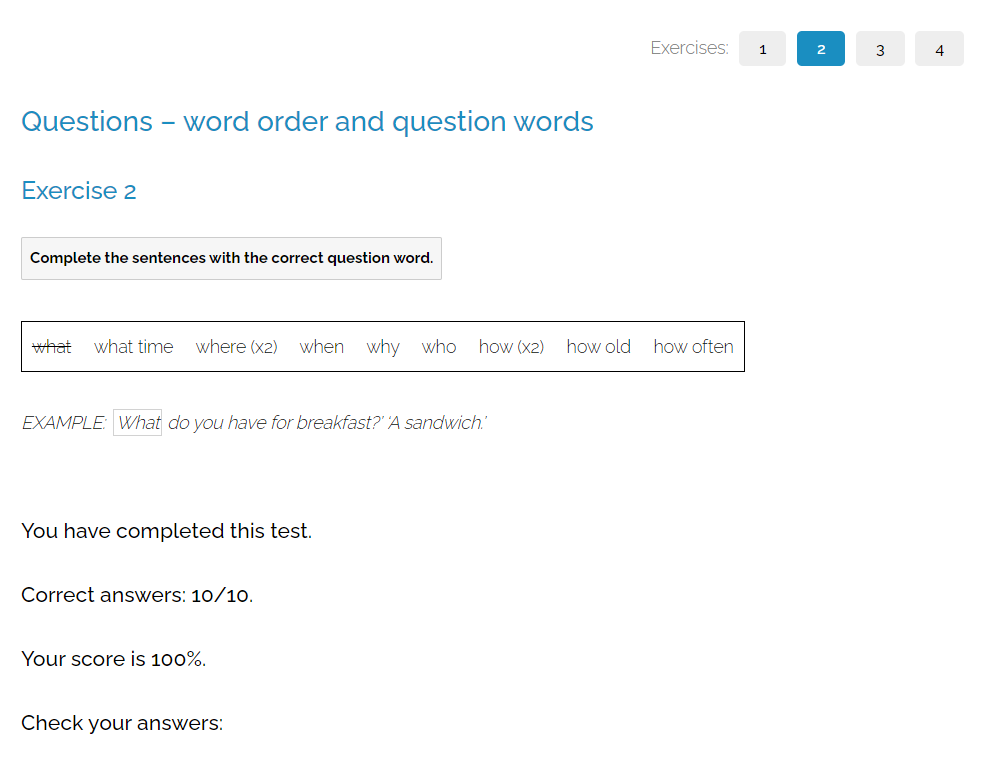 Exercises: 1 2 3 4
Questions – word order and question words
Exercise 2
Complete the sentences with the correct question word.
what what time where (x2) when why who how (x2) how old how often
EXAMPLE: What do you have for breakfast?’ ‘A sandwich.’
You have completed this test.
Correct answers: 10/10.
Your score is 100%.
Check your answers: